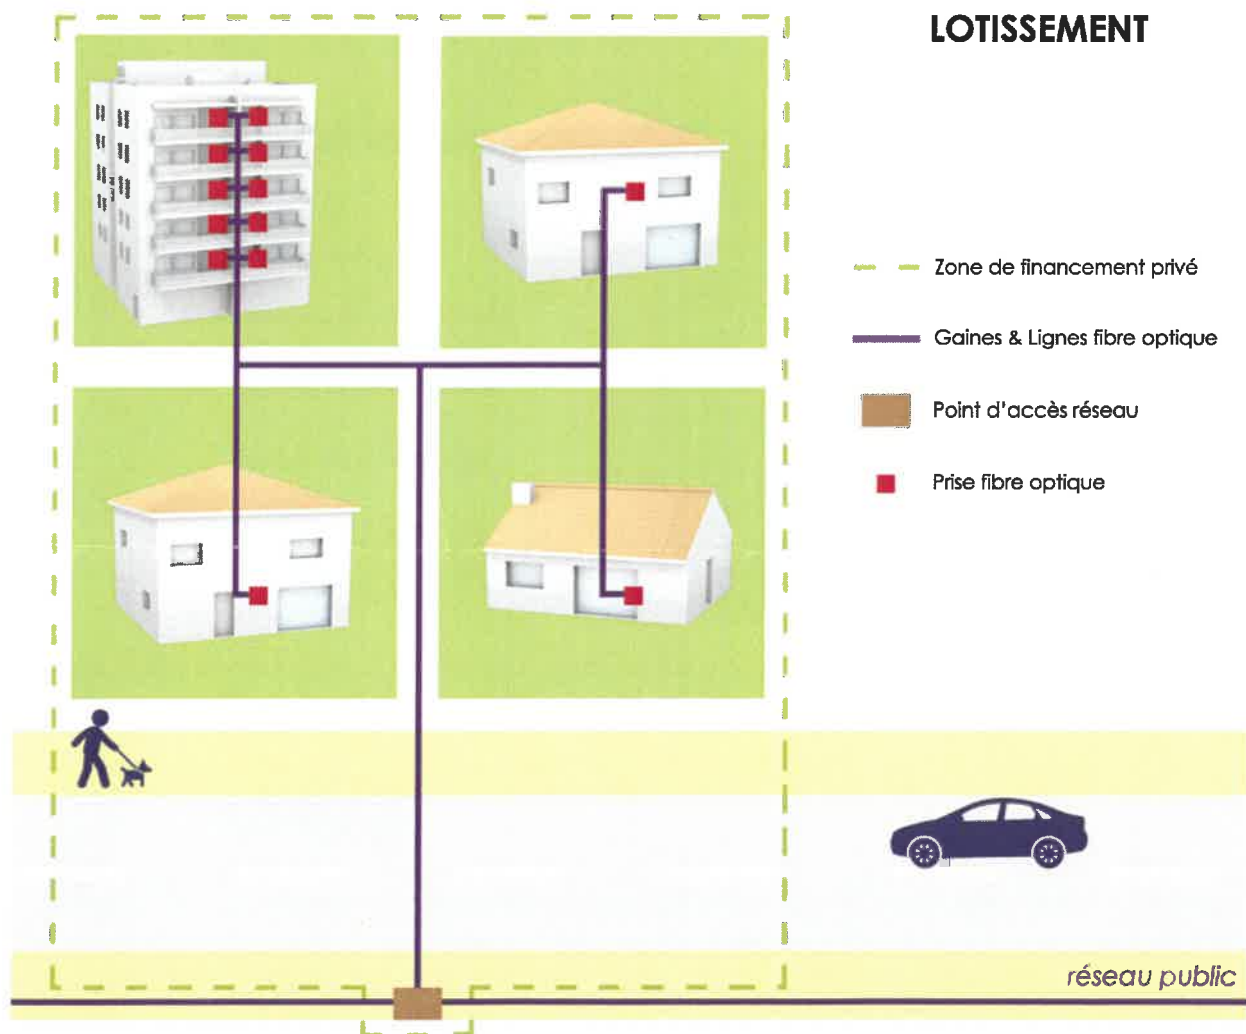 LOTISSEMENT
Zone de financement privé
Gaines & Lignes fibre optique
Point d'accès réseau
Prise fibre optique
réseau public